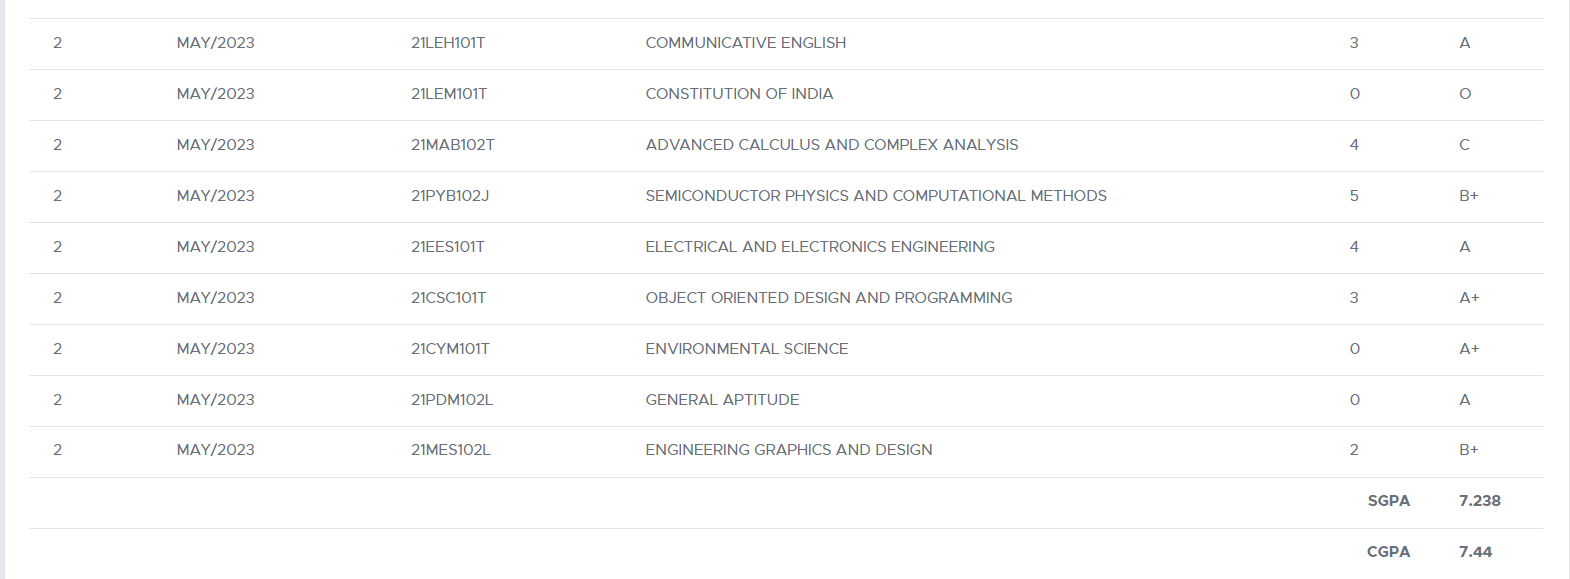 2 MAY/2023 21LEH101T COMMUNICATIVE ENGLISH 3 A
2 MAY/2023 21LEM101T CONSTITUTION OF INDIA 0 O
2 MAY/2023 21MAB102T ADVANCED CALCULUS AND COMPLEX ANALYSIS 4 C
2 MAY/2023 21PYB102J SEMICONDUCTOR PHYSICS AND COMPUTATIONAL METHODS 5 B+
2 MAY/2023 21EES101T ELECTRICAL AND ELECTRONICS ENGINEERING 4 A
2 MAY/2023 21CSC101T OBJECT ORIENTED DESIGN AND PROGRAMMING 3 A+
2 MAY/2023 21CYM101T ENVIRONMENTAL SCIENCE 0 A+
2 MAY/2023 21PDM102L GENERAL APTITUDE 0 A
2 MAY/2023 21MES102L ENGINEERING GRAPHICS AND DESIGN 2 B+
SGPA 7.238
CGPA 7.44